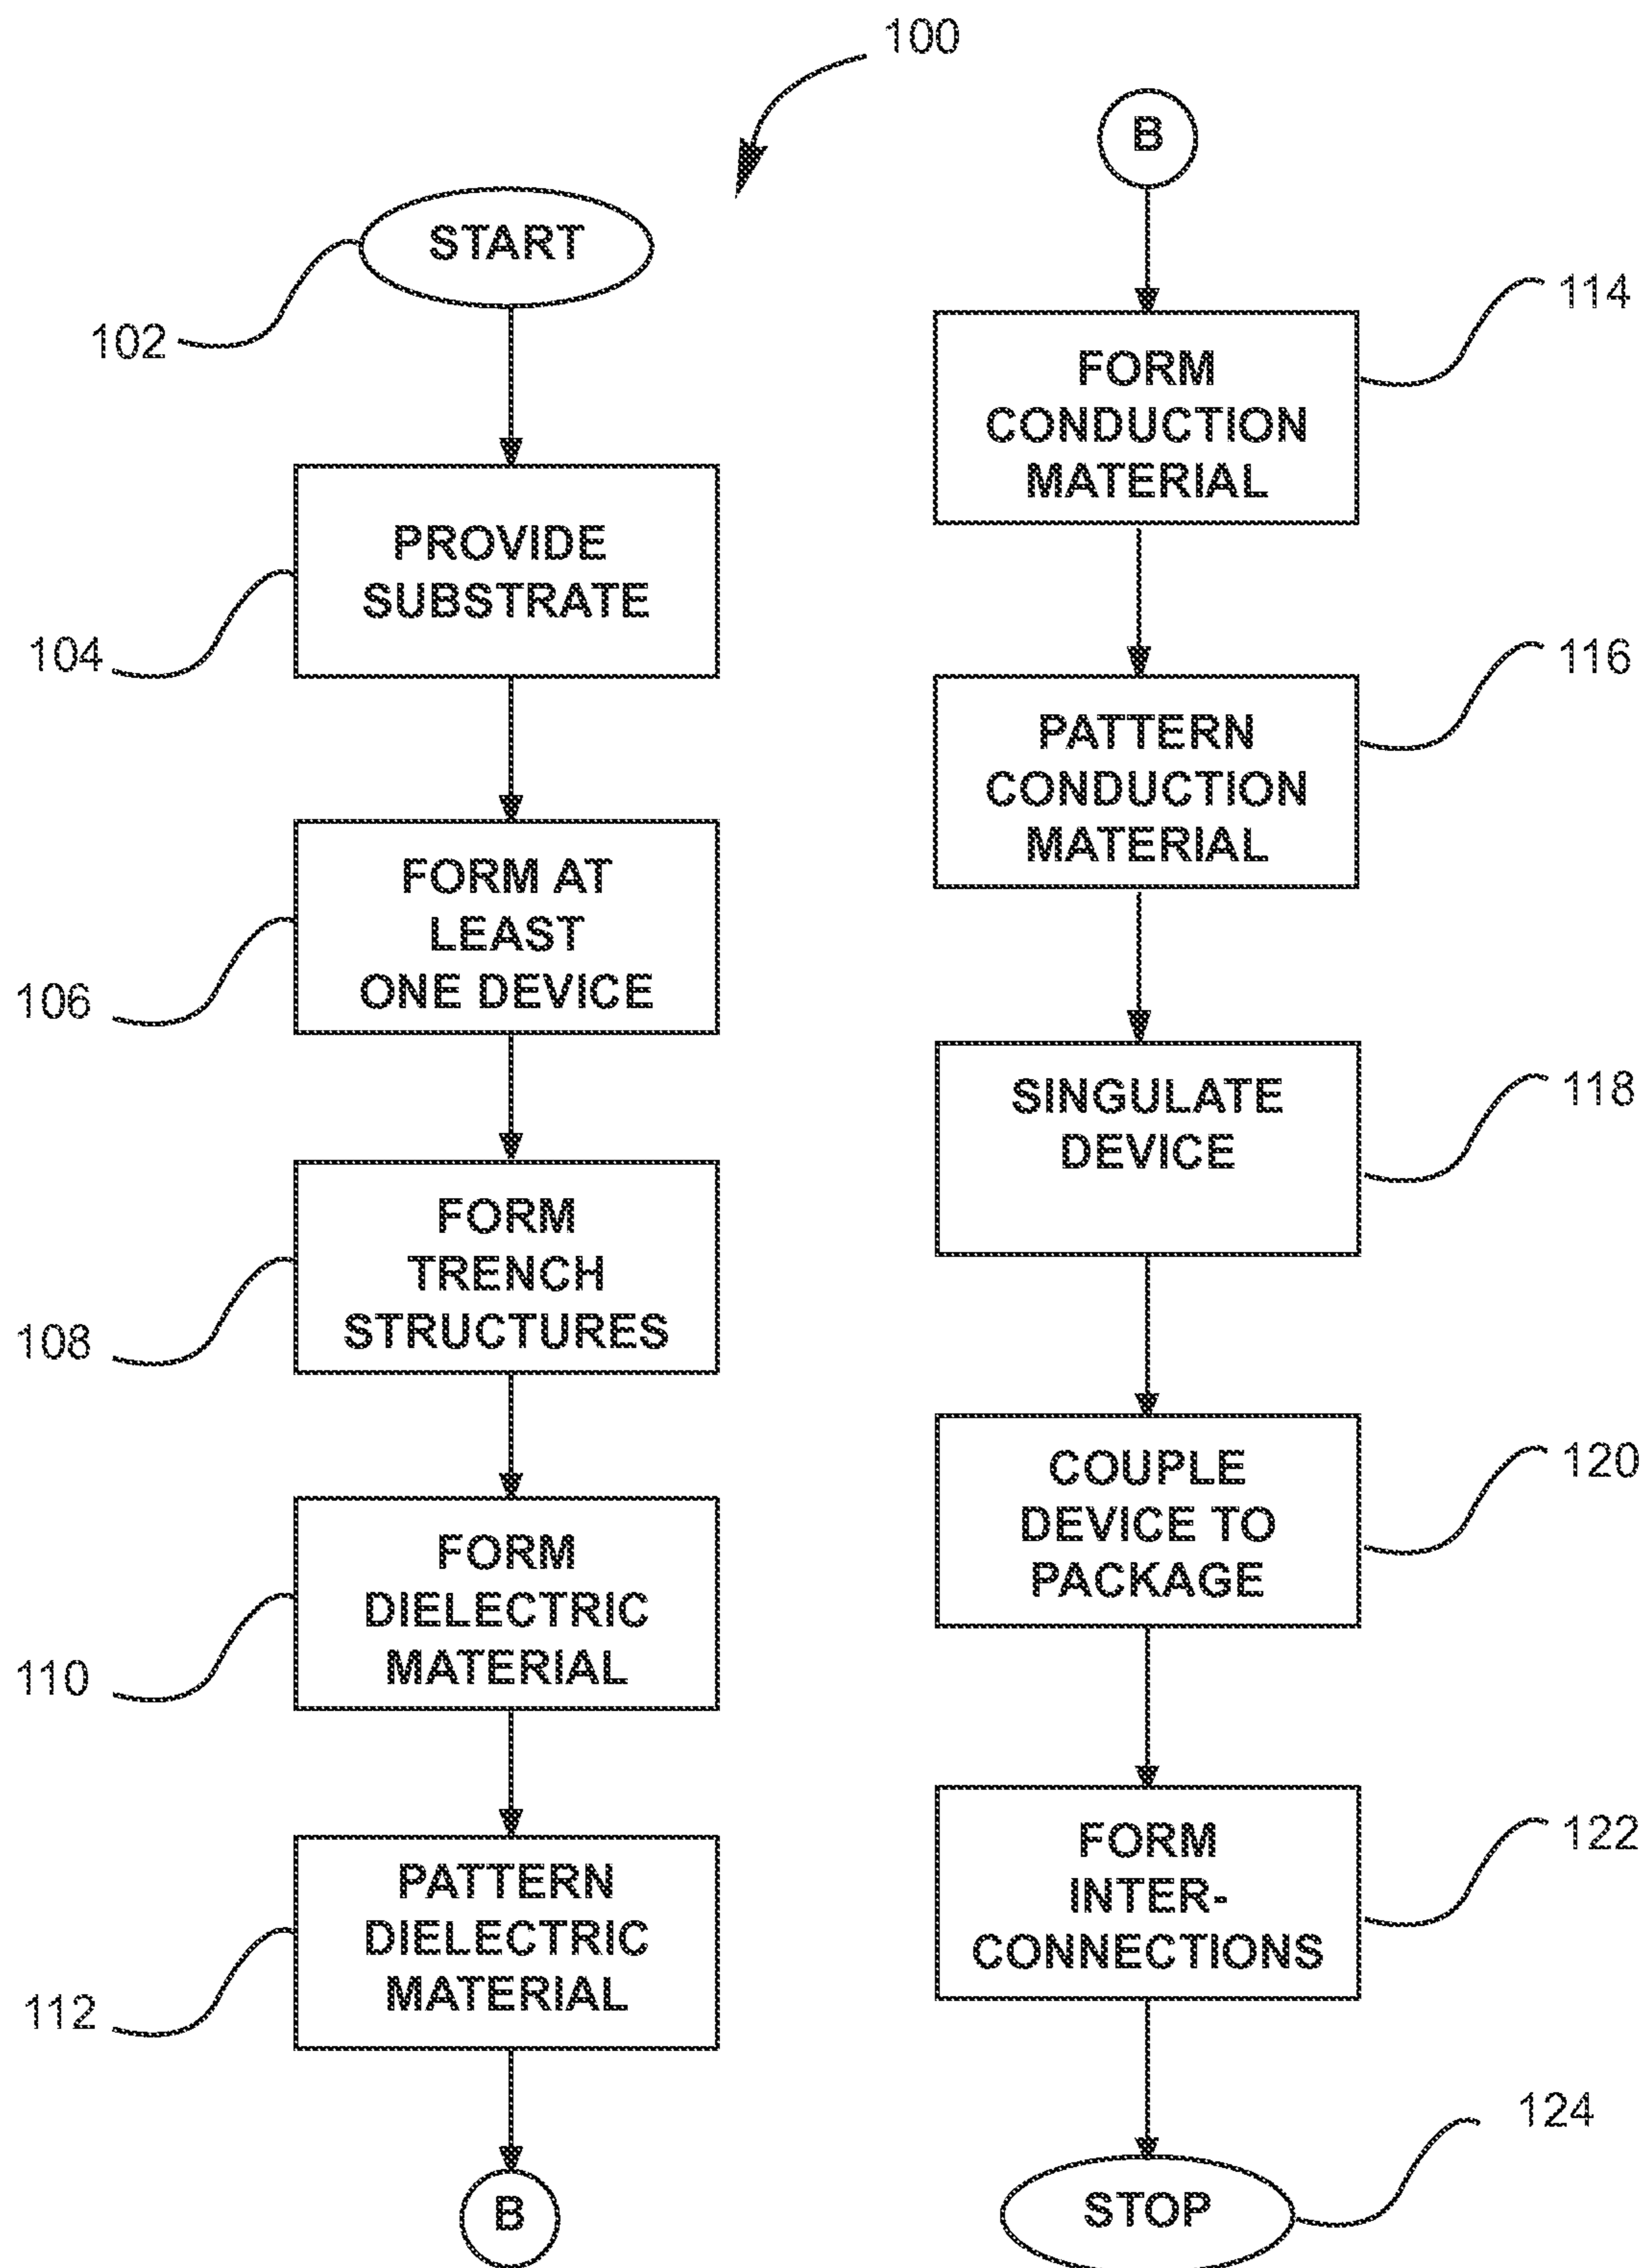 100
START
102
PROVIDE
SUBSTRATE
104
FORM AT
LEAST
ONE DEVICE
106
FORM
TRENCH
STRUCTURES
108
FORM
DIELECTRIC
MATERIAL
110
PATTERN
DIELECTRIC
MATERIAL
112
B
B
FORM
CONDUCTION
MATERIAL
114
PATTERN
CONDUCTION
MATERIAL
116
SINGULATE
DEVICE
118
COUPLE
DEVICE TO
PACKAGE
120
FORM
INTER-
CONNECTIONS
122
STOP
124